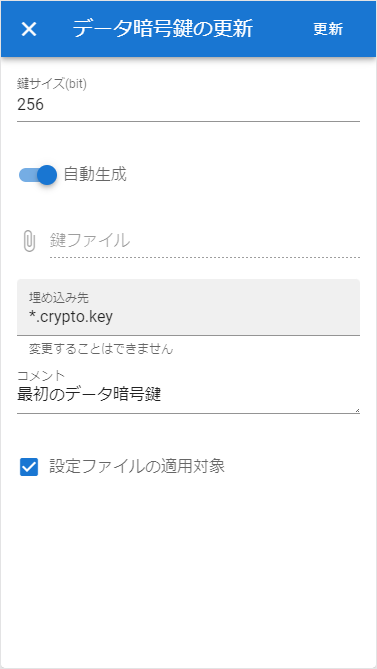 データ暗号鍵の更新 更新
鍵サイズ(bit)
256
自動生成
鍵ファイル
埋め込み先
*.crypto.key
変更することはできません
コメント
最初のデータ暗号鍵
設定ファイルの適用対象